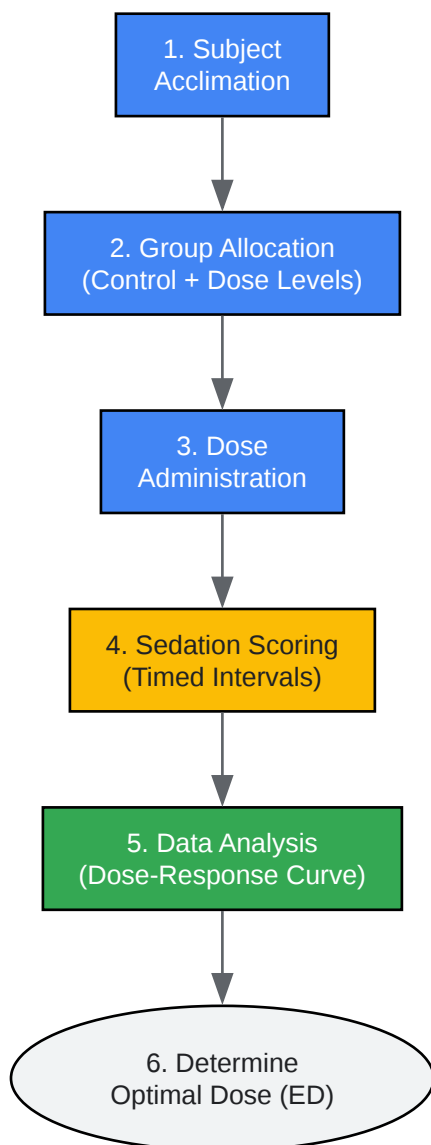 1. Subject
Acclimation
2. Group Allocation
(Control + Dose Levels)
3. Dose
Administration
4. Sedation Scoring
(Timed Intervals)
5. Data Analysis
(Dose-Response Curve)
6. Determine
Optimal Dose (ED)